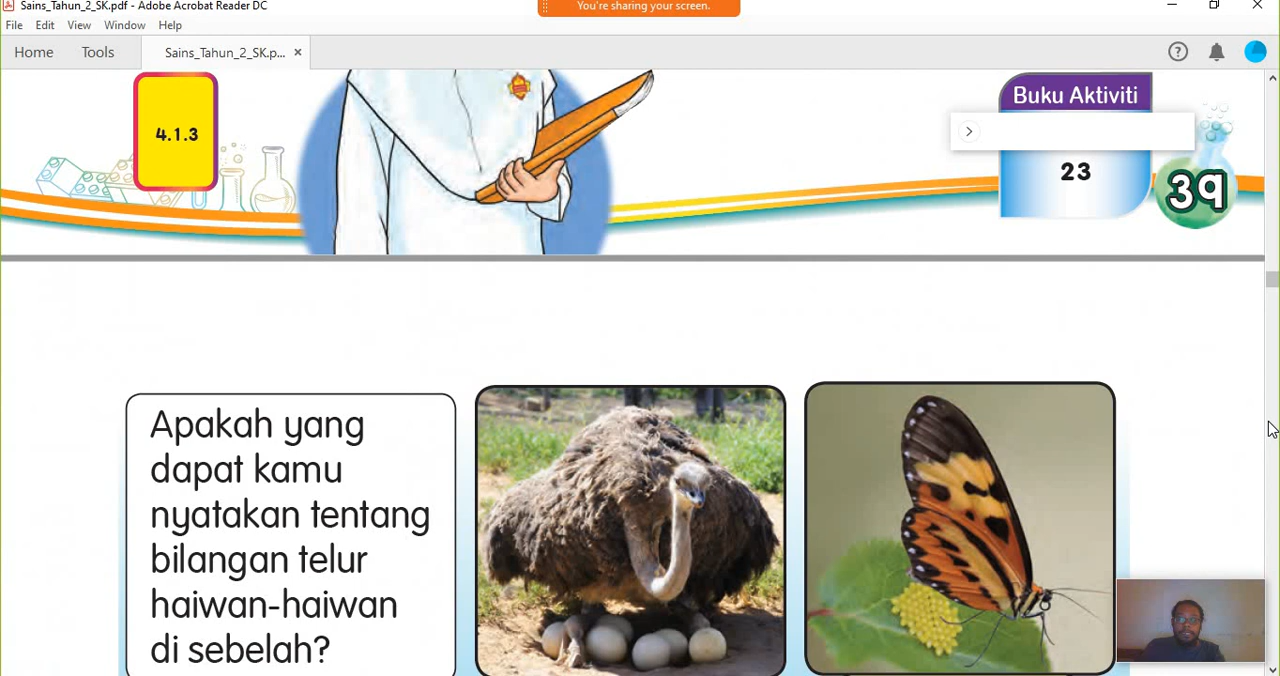 Sains_Tahun_2_SK.pdf - Adobe Acrobat Reader DC
You're sharing your screen.
File Edit View Window Help
Home Tools Sains_Tahun_2_SK.p... ×
4.1.3
Buku Aktiviti
23
39
Apakah yang
dapat kamu
nyatakan tentang
bilangan telur
haiwan-haiwan
di sebelah?